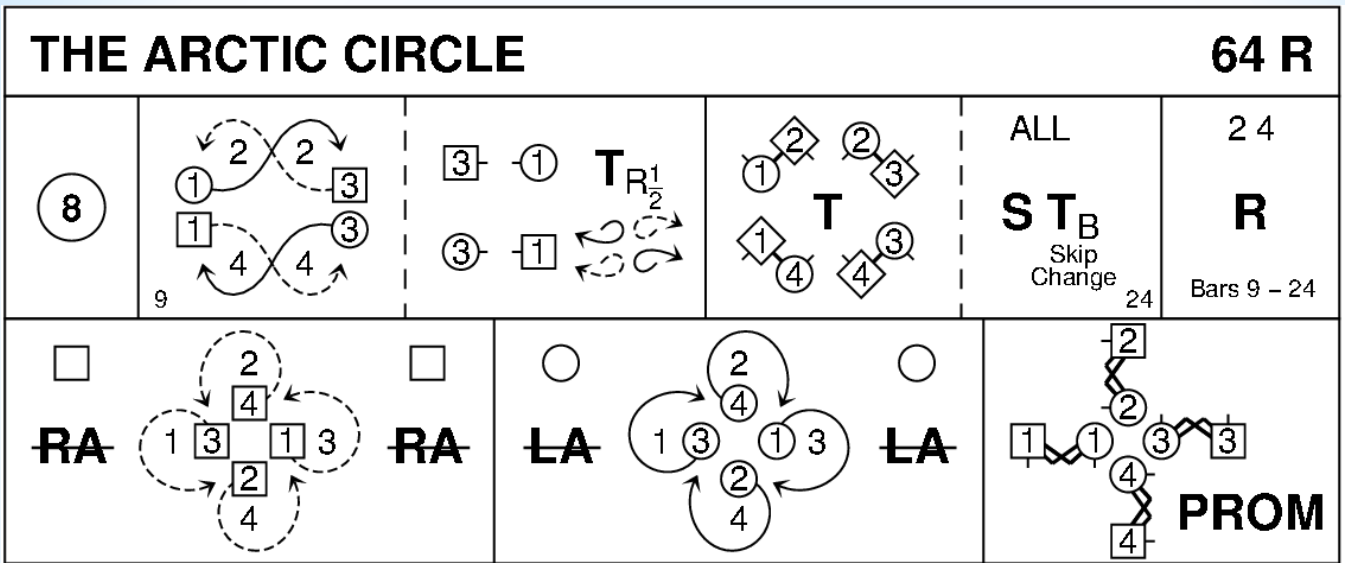 THE ARCTIC CIRCLE 64 R
8
2 2
1 3
1 3
4 4
9
3 1
3 1
T R 1/2
2 2
1 3
T
1 3
4 4
ALL
S T B
Skip
Change
24
2 4
R
Bars 9 – 24
2
4
RA 1 3 1 3 RA
2
4
2
4
LA 1 3 1 3 LA
2
4
2
2
1 1 3 3
4
4
PROM